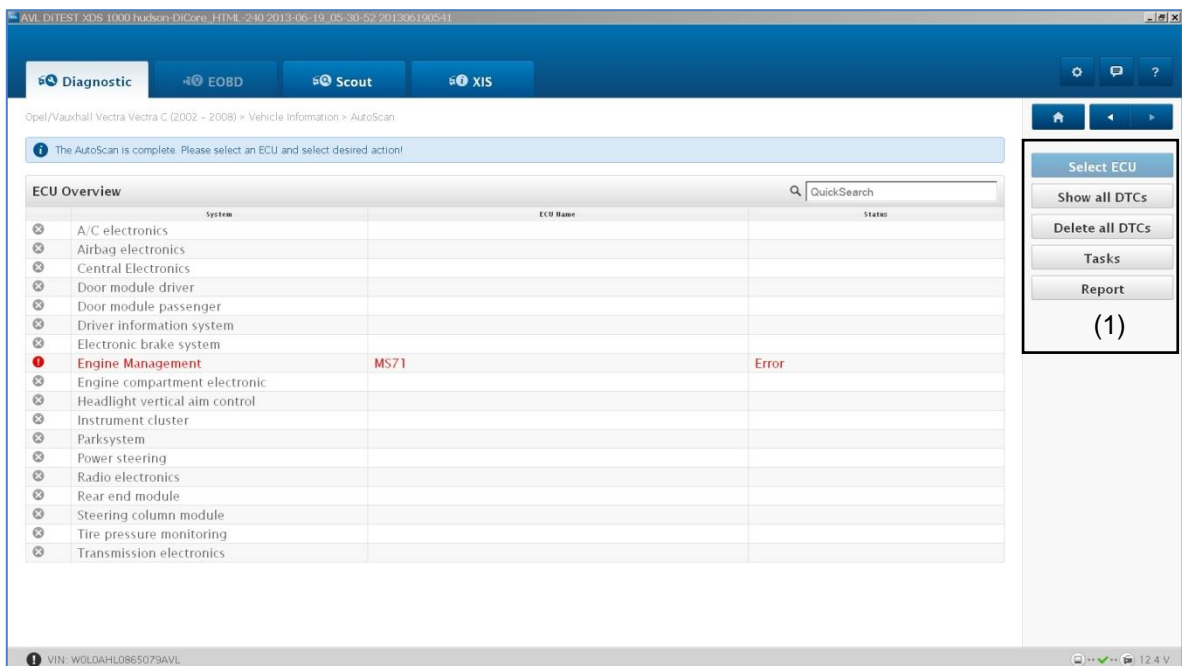 AVL DiTEST XDS 1000 hudson-DiCore_HTML-240 2013-06-19_05-30-52 201306190541
Diagnostic EOBD Scout XIS ?
Opel/Vauxhall Vectra Vectra C (2002 - 2008) > Vehicle Information > AutoScan
The AutoScan is complete. Please select an ECU and select desired action!
Select ECU
Show all DTCs
Delete all DTCs
Tasks
Report
(1)
ECU Overview QuickSearch
System ECU Name Status
A/C electronics
Airbag electronics
Central Electronics
Door module driver
Door module passenger
Driver information system
Electronic brake system
Engine Management MS71 Error
Engine compartment electronic
Headlight vertical aim control
Instrument cluster
Parksystem
Power steering
Radio electronics
Rear end module
Steering column module
Tire pressure monitoring
Transmission electronics
VIN: W0L0AHL0865079AVL 12.4 V